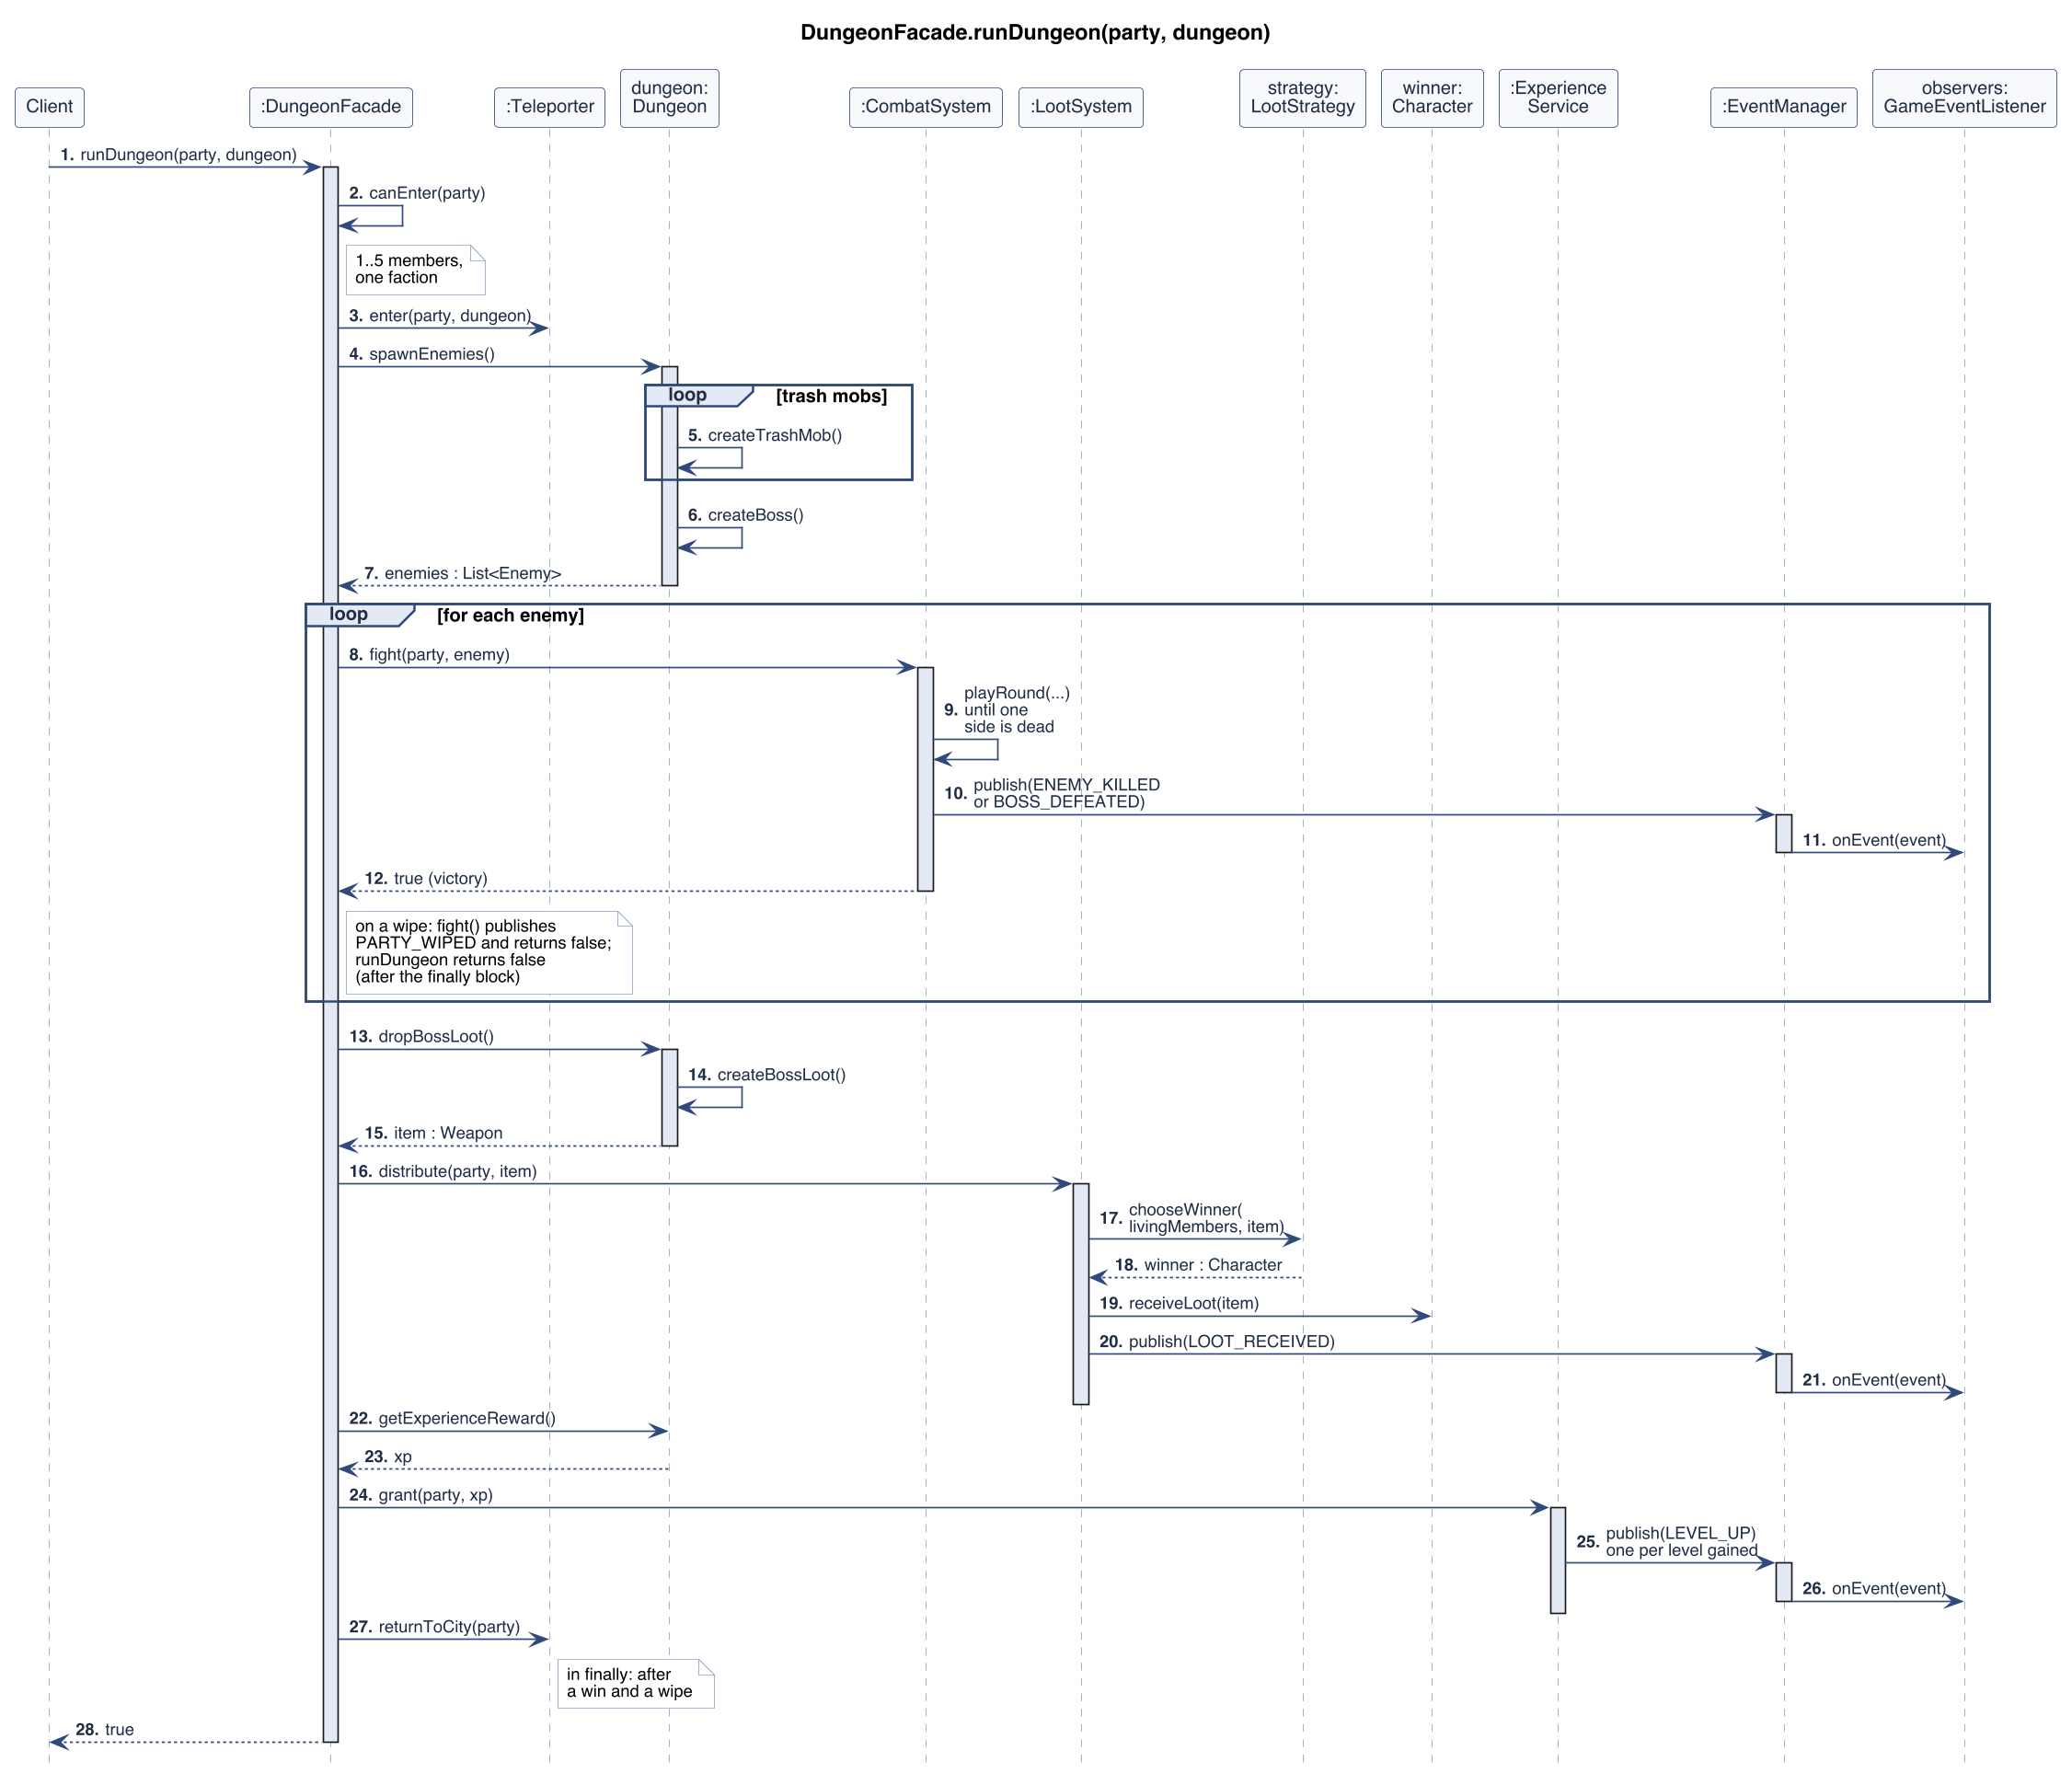 DungeonFacade.runDungeon(party, dungeon)
Client
:DungeonFacade
:Teleporter
dungeon:
Dungeon
:CombatSystem
:LootSystem
strategy:
LootStrategy
winner:
Character
:Experience
Service
:EventManager
observers:
GameEventListener
1. runDungeon(party, dungeon)
2. canEnter(party)
1..5 members,
one faction
3. enter(party, dungeon)
4. spawnEnemies()
loop [trash mobs]
5. createTrashMob()
6. createBoss()
7. enemies : List<Enemy>
loop [for each enemy]
8. fight(party, enemy)
9. playRound(...)
until one
side is dead
10. publish(ENEMY_KILLED
or BOSS_DEFEATED)
11. onEvent(event)
12. true (victory)
on a wipe: fight() publishes
PARTY_WIPED and returns false;
runDungeon returns false
(after the finally block)
13. dropBossLoot()
14. createBossLoot()
15. item : Weapon
16. distribute(party, item)
17. chooseWinner(
livingMembers, item)
18. winner : Character
19. receiveLoot(item)
20. publish(LOOT_RECEIVED)
21. onEvent(event)
22. getExperienceReward()
23. xp
24. grant(party, xp)
25. publish(LEVEL_UP)
one per level gained
26. onEvent(event)
27. returnToCity(party)
in finally: after
a win and a wipe
28. true